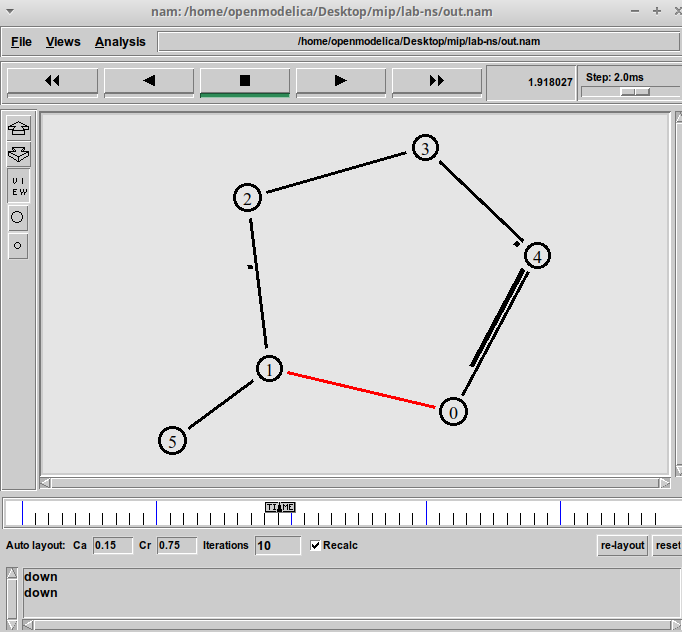 nam: /home/openmodelica/Desktop/mip/lab-ns/out.nam
File Views Analysis /home/openmodelica/Desktop/mip/lab-ns/out.nam
1.918027 Step: 2.0ms
VI
EW
3
2
4
1
0
5
TIME
Auto layout: Ca 0.15 Cr 0.75 Iterations 10 Recalc re-layout reset
down
down